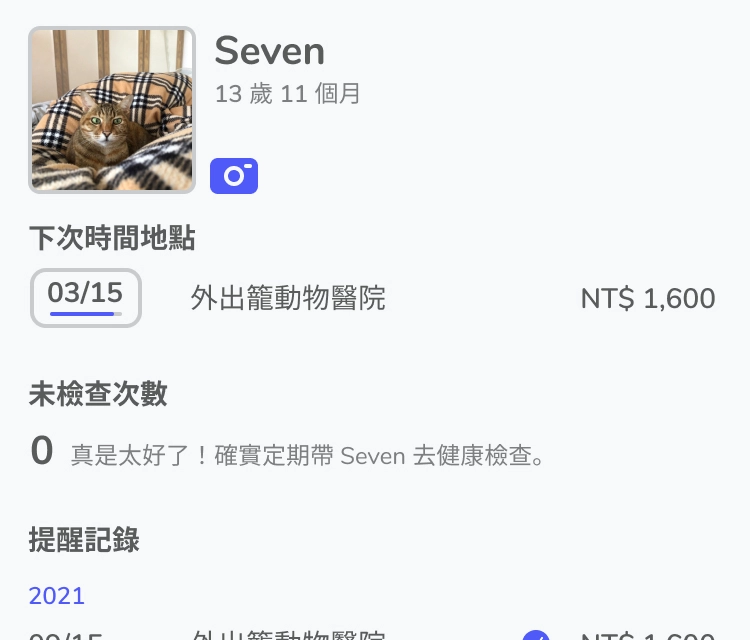 Seven
13 歲 11 個月
下次時間地點
03/15 外出籠動物醫院 NT$ 1,600
未檢查次數
0 真是太好了！確實定期帶 Seven 去健康檢查。
提醒記錄
2021
外出籠動物醫院 NT$ 1,600